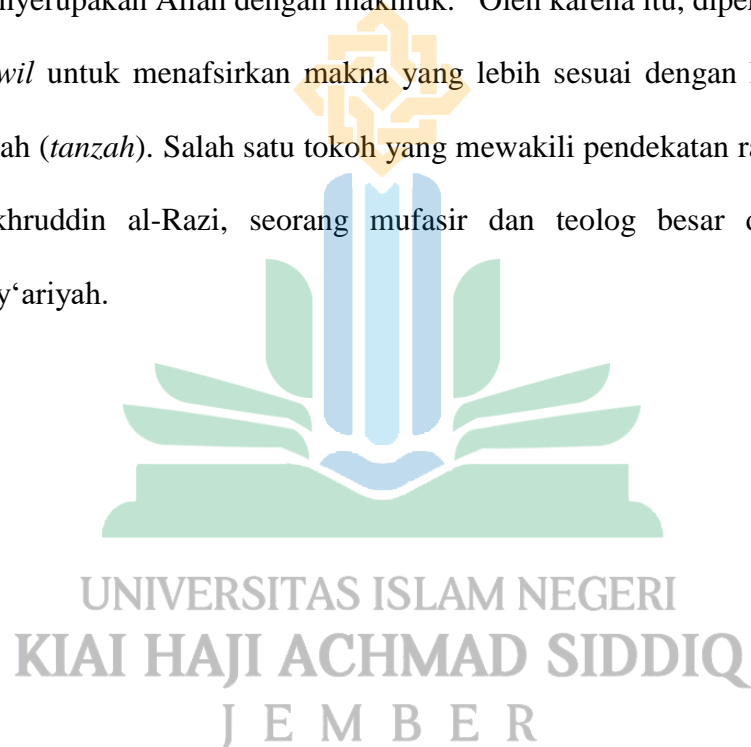 nyerupakan Allah dengan makhluk. Oleh karena itu, dipe
wil untuk menafsirkan makna yang lebih sesuai dengan
ah (tanzah). Salah satu tokoh yang mewakili pendekatan ra
khruddin al-Razi, seorang mufasir dan teolog besar d
y‘ariyah.
UNIVERSITAS ISLAM NEGERI
KIAI HAJI ACHMAD SIDDIQ
JEMBER